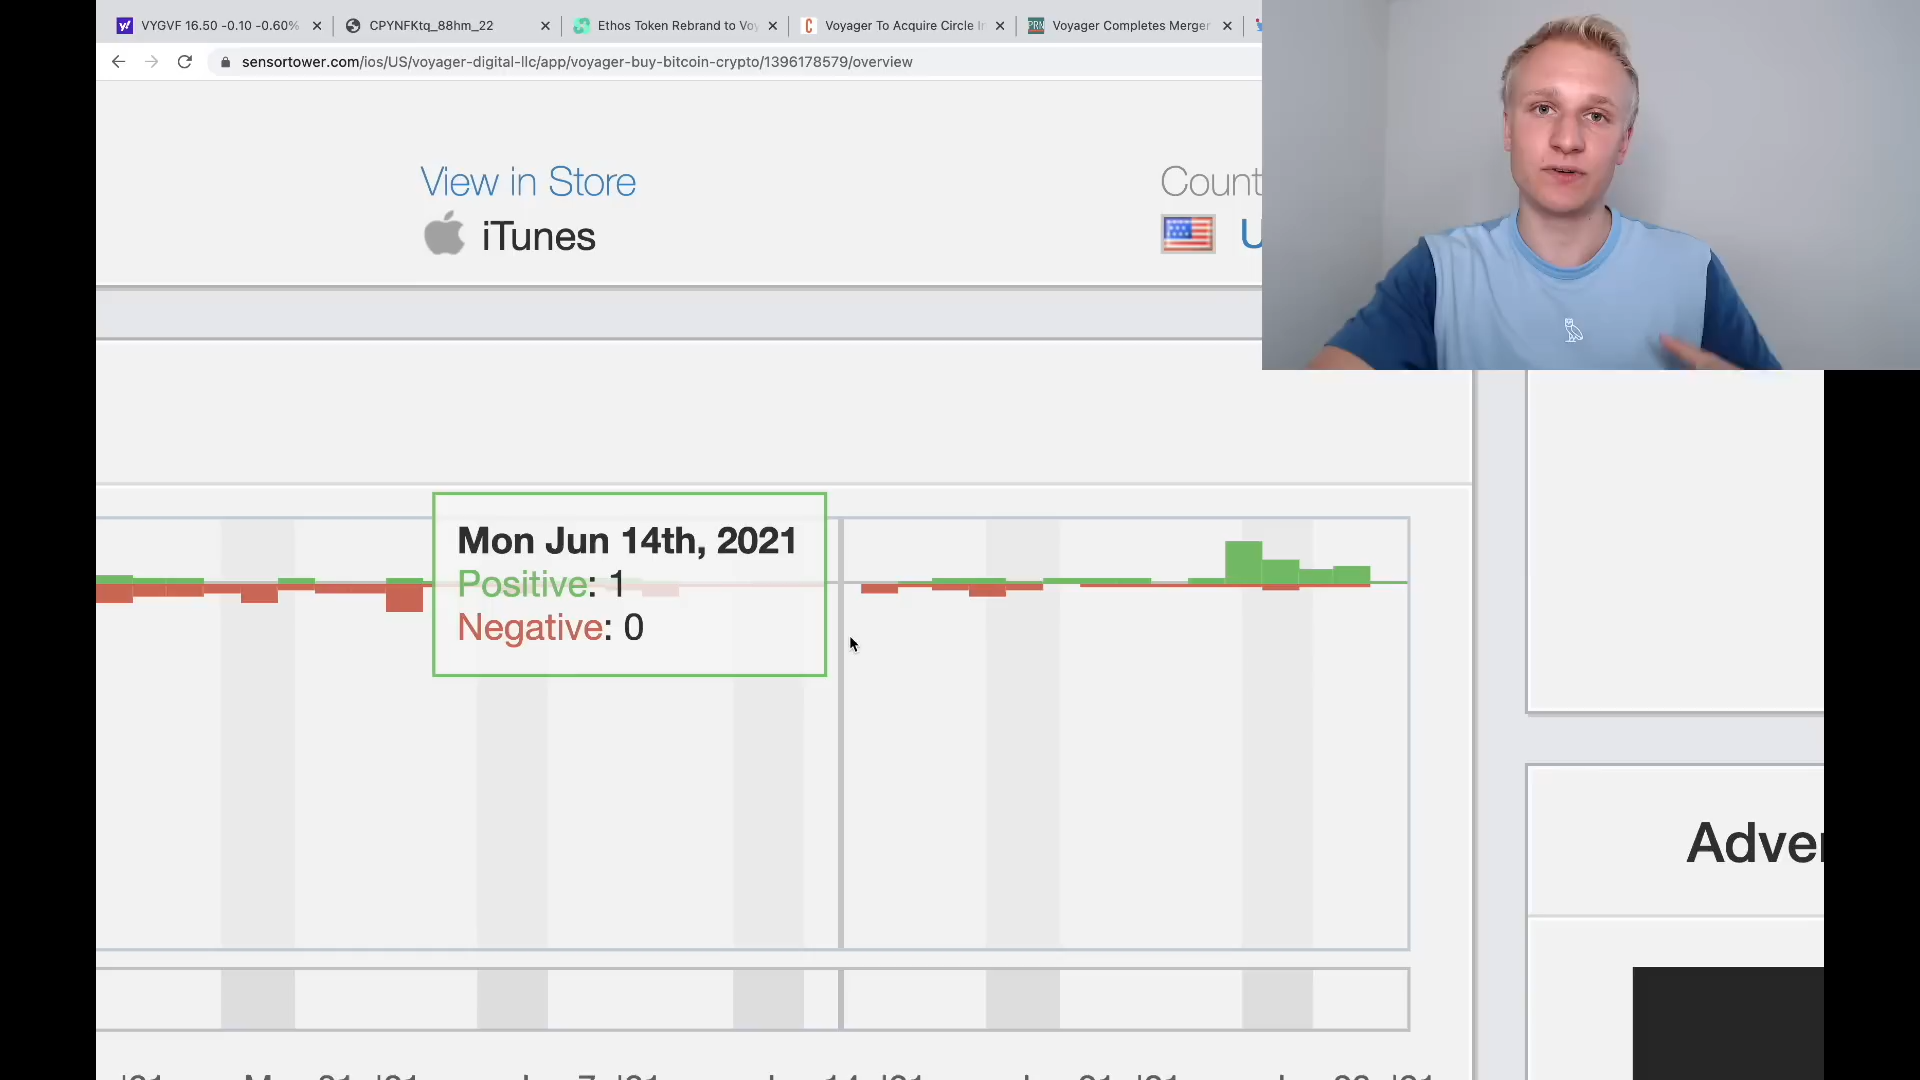 VYGVF 16.50 -0.10 -0.60%
CPYNFKtq_88hm_22
Ethos Token Rebrand to Vo
Voyager To Acquire Circle I
Voyager Completes Merger
sensortower.com/ios/US/voyager-digital-llc/app/voyager-buy-bitcoin-crypto/1396178579/overview
View in Store
iTunes
Count
U
Mon Jun 14th, 2021
Positive: 1
Negative: 0
Adve